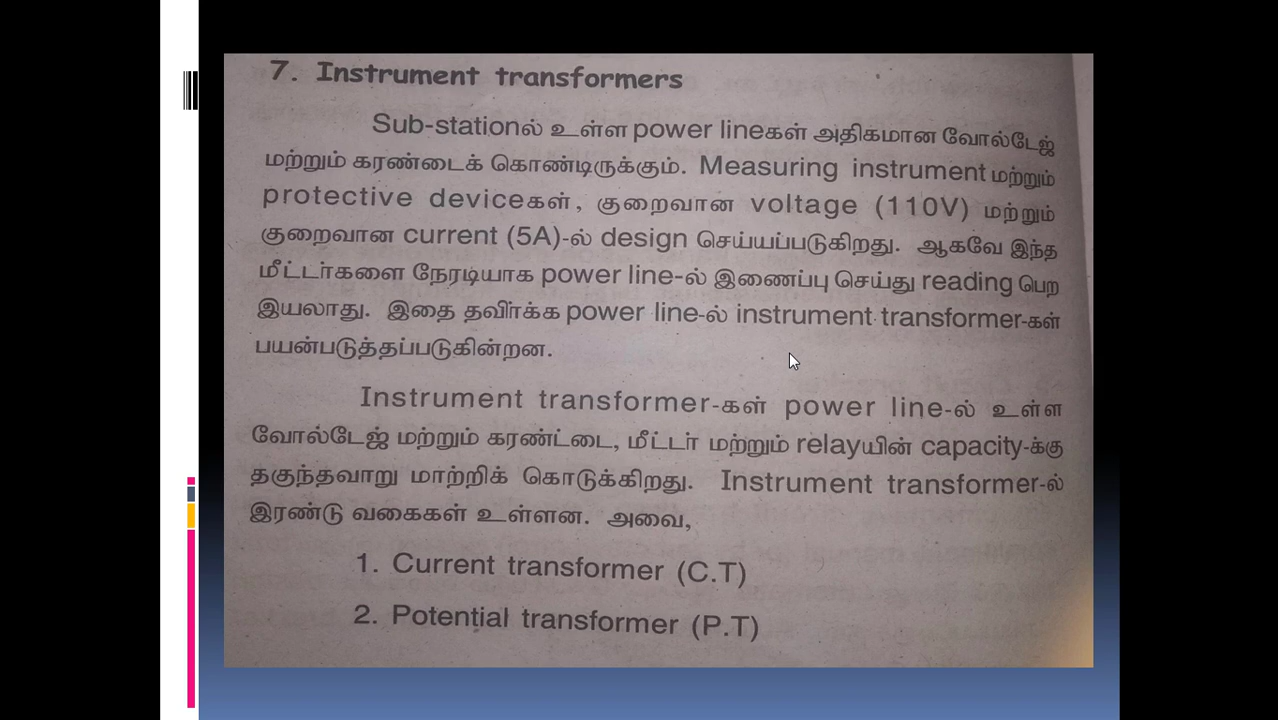 7. Instrument transformers
Sub-stationல் உள்ள power lineகள் அதிகமான வோல்டேஜ்
மற்றும் கரண்டைக் கொண்டிருக்கும். Measuring instrument மற்றும்
protective deviceகள், குறைவான voltage (110V) மற்றும்
குறைவான current (5A)-ல் design செய்யப்படுகிறது. ஆகவே இந்த
மீட்டர்களை நேரடியாக power line-ல் இணைப்பு செய்து reading பெற
இயலாது. இதை தவிர்க்க power line-ல் instrument transformer-கள்
பயன்படுத்தப்படுகின்றன.
Instrument transformer-கள் power line-ல் உள்ள
வோல்டேஜ் மற்றும் கரண்ட்டை, மீட்டர் மற்றும் relayயின் capacity-க்கு
தகுந்தவாறு மாற்றிக் கொடுக்கிறது. Instrument transformer-ல்
இரண்டு வகைகள் உள்ளன. அவை,
1. Current transformer (C.T)
2. Potential transformer (P.T)